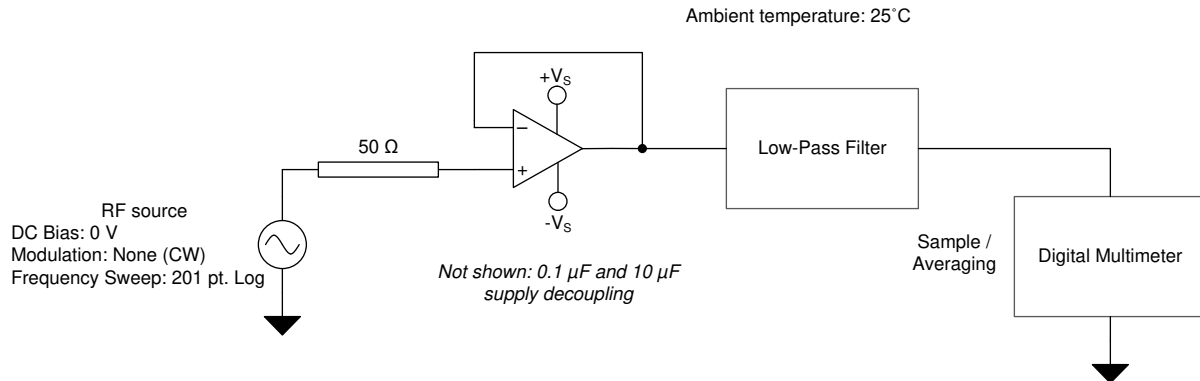 Ambient temperature: 25˚C
+VS
−
50 Ω
+
Low-Pass Filter
-VS
RF source
DC Bias: 0 V
Modulation: None (CW)
Frequency Sweep: 201 pt. Log
Not shown: 0.1 µF and 10 µF
supply decoupling
Sample /
Averaging
Digital Multimeter